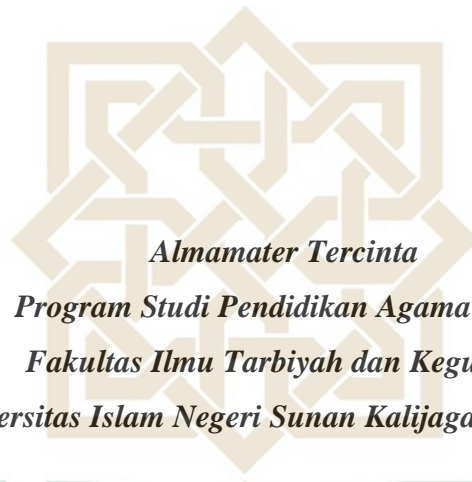 Almamater Tercinta
Program Studi Pendidikan Agama
Fakultas Ilmu Tarbiyah dan Kegu
ersitas Islam Negeri Sunan Kalijaga